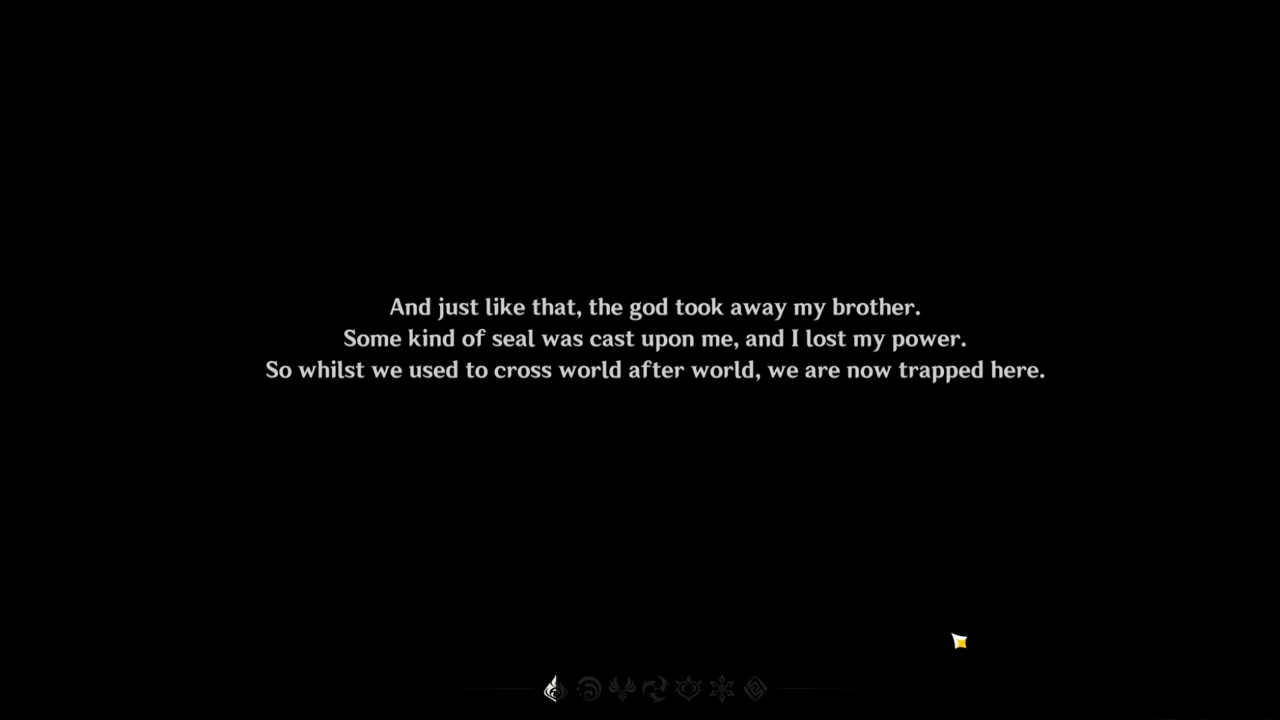 And just like that, the god took away my brother.
Some kind of seal was cast upon me, and I lost my power.
So whilst we used to cross world after world, we are now trapped here.